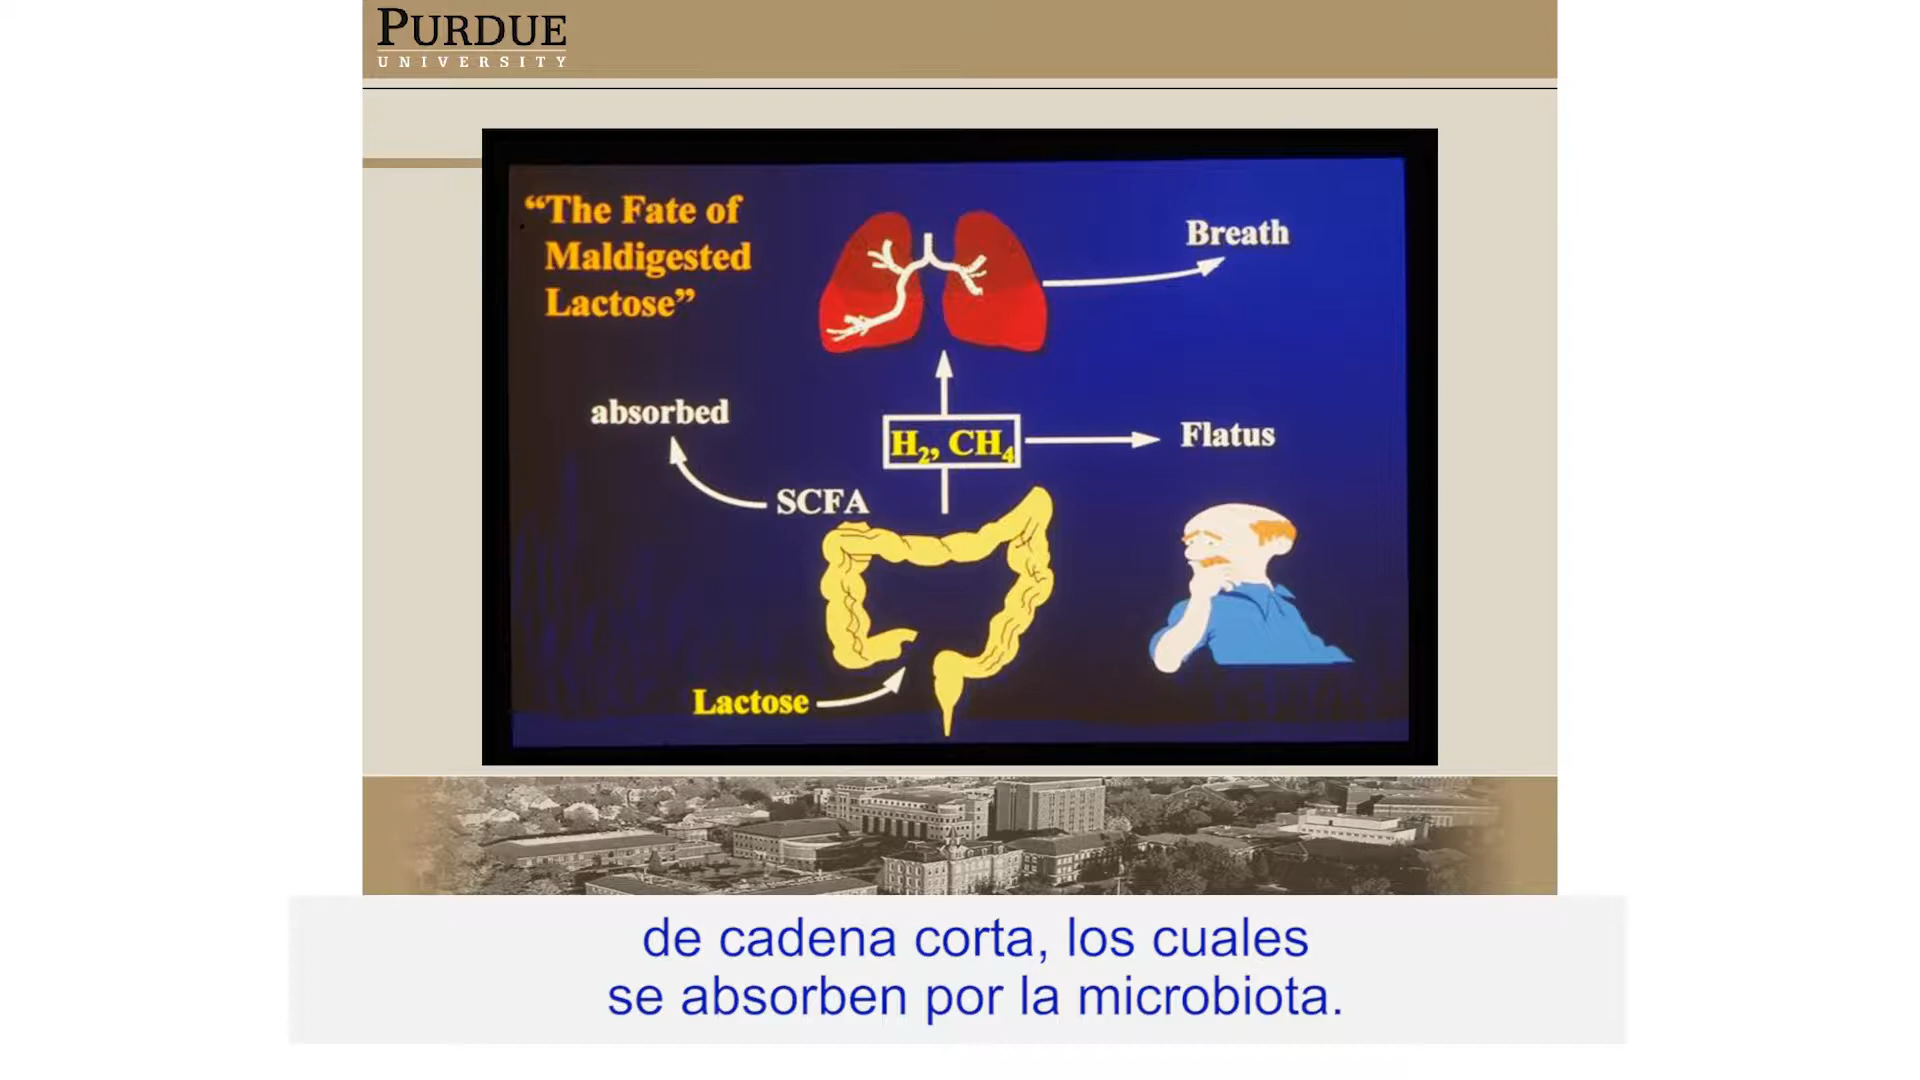 PURDUE
UNIVERSITY
“The Fate of
Maldigested
Lactose”
Breath
absorbed
H₂, CH₄
Flatus
SCFA
Lactose
de cadena corta, los cuales
se absorben por la microbiota.